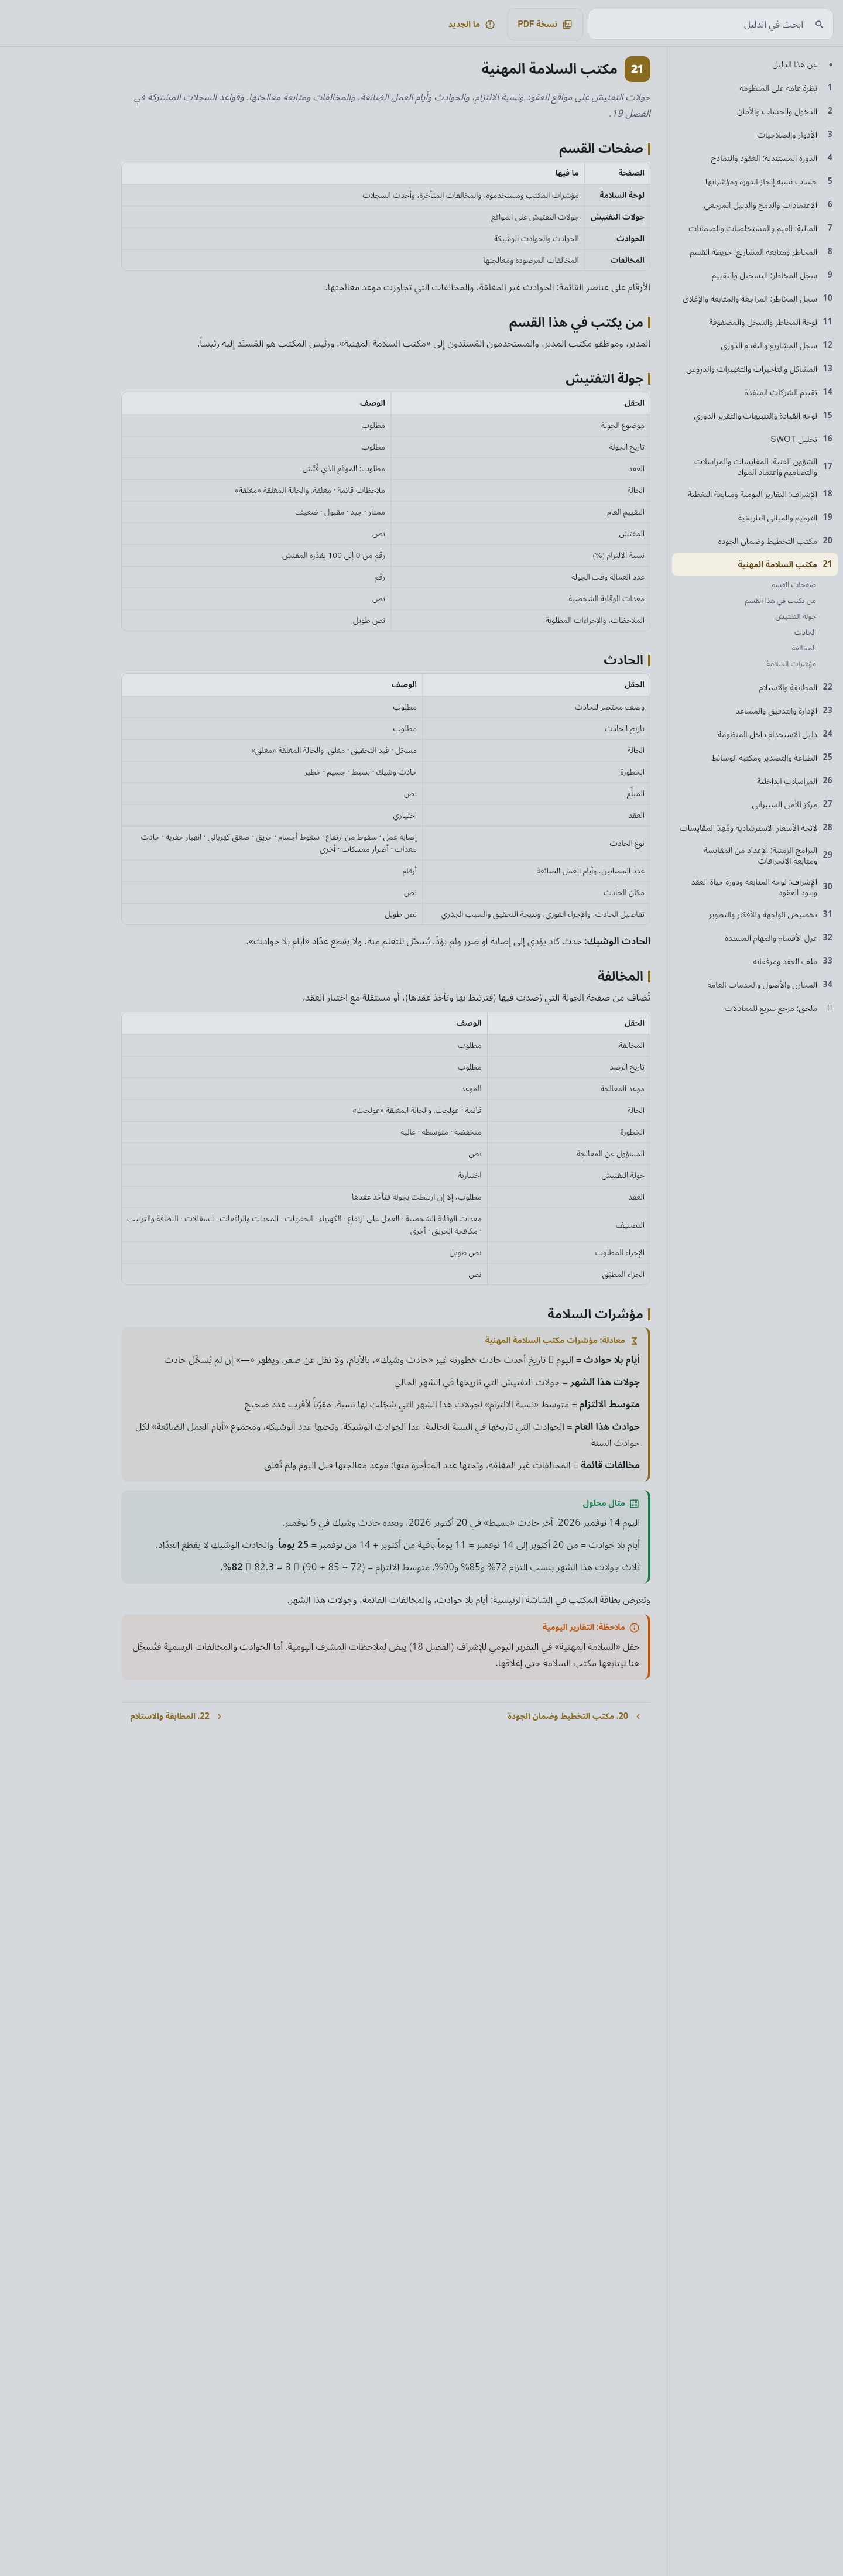 ابحث في الدليل
نسخة PDF
ما الجديد
عن هذا الدليل
1 نظرة عامة على المنظومة
2 الدخول والحساب والأمان
3 الأدوار والصلاحيات
4 الدورة المستندية: العقود والنماذج
5 حساب نسبة إنجاز الدورة ومؤشراتها
6 الاعتمادات والدمج والدليل المرجعي
7 المالية: القيم والمستخلصات والضمانات
8 المخاطر ومتابعة المشاريع: خريطة القسم
9 سجل المخاطر: التسجيل والتقييم
10 سجل المخاطر: المراجعة والمتابعة والإغلاق
11 لوحة المخاطر والسجل والمصفوفة
12 سجل المشاريع والتقدم الدوري
13 المشاكل والتأخيرات والتغييرات والدروس
14 تقييم الشركات المنفذة
15 لوحة القيادة والتنبيهات والتقرير الدوري
16 تحليل SWOT
17 الشؤون الفنية: المقايسات والمراسلات والتصاميم واعتماد المواد
18 الإشراف: التقارير اليومية ومتابعة التغطية
19 الترميم والمباني التاريخية
20 مكتب التخطيط وضمان الجودة
21 مكتب السلامة المهنية
صفحات القسم
من يكتب في هذا القسم
جولة التفتيش
الحادث
المخالفة
مؤشرات السلامة
22 المطابقة والاستلام
23 الإدارة والتدقيق والمساعد
24 دليل الاستخدام داخل المنظومة
25 الطباعة والتصدير ومكتبة الوسائط
26 المراسلات الداخلية
27 مركز الأمن السيبراني
28 لائحة الأسعار الاسترشادية ومُعِدّ المقايسات
29 البرامج الزمنية: الإعداد من المقايسة ومتابعة الانحرافات
30 الإشراف: لوحة المتابعة ودورة حياة العقد وبنود العقود
31 تخصيص الواجهة والأفكار والتطوير
32 عزل الأقسام والمهام المسندة
33 ملف العقد ومرفقاته
34 المخازن والأصول والخدمات العامة
ملحق: مرجع سريع للمعادلات
21 مكتب السلامة المهنية
جولات التفتيش على مواقع العقود ونسبة الالتزام، والحوادث وأيام العمل الضائعة، والمخالفات ومتابعة معالجتها. وقواعد السجلات المشتركة في
الفصل 19.
صفحات القسم
الصفحة ما فيها
لوحة السلامة مؤشرات المكتب ومستخدموه، والمخالفات المتأخرة، وأحدث السجلات
جولات التفتيش جولات التفتيش على المواقع
الحوادث الحوادث والحوادث الوشيكة
المخالفات المخالفات المرصودة ومعالجتها
الأرقام على عناصر القائمة: الحوادث غير المغلقة، والمخالفات التي تجاوزت موعد معالجتها.
من يكتب في هذا القسم
المدير، وموظفو مكتب المدير، والمستخدمون المُسنَدون إلى «مكتب السلامة المهنية». ورئيس المكتب هو المُسنَد إليه رئيساً.
جولة التفتيش
الحقل الوصف
موضوع الجولة مطلوب
تاريخ الجولة مطلوب
العقد مطلوب: الموقع الذي فُتّش
الحالة ملاحظات قائمة · مغلقة. والحالة المغلقة «مغلقة»
التقييم العام ممتاز · جيد · مقبول · ضعيف
المفتش نص
نسبة الالتزام (%) رقم من 0 إلى 100 يقدّره المفتش
عدد العمالة وقت الجولة رقم
معدات الوقاية الشخصية نص
الملاحظات، والإجراءات المطلوبة نص طويل
الحادث
الحقل الوصف
وصف مختصر للحادث مطلوب
تاريخ الحادث مطلوب
الحالة مسجّل · قيد التحقيق · مغلق. والحالة المغلقة «مغلق»
الخطورة حادث وشيك · بسيط · جسيم · خطير
المبلّغ نص
العقد اختياري
نوع الحادث إصابة عمل · سقوط من ارتفاع · سقوط أجسام · حريق · صعق كهربائي · انهيار حفرية · حادث
معدات · أضرار ممتلكات · أخرى
عدد المصابين، وأيام العمل الضائعة أرقام
مكان الحادث نص
تفاصيل الحادث، والإجراء الفوري، ونتيجة التحقيق والسبب الجذري نص طويل
الحادث الوشيك: حدث كاد يؤدي إلى إصابة أو ضرر ولم يؤدِّ. يُسجَّل للتعلم منه، ولا يقطع عدّاد «أيام بلا حوادث».
المخالفة
تُضاف من صفحة الجولة التي رُصدت فيها (فترتبط بها وتأخذ عقدها)، أو مستقلة مع اختيار العقد.
الحقل الوصف
المخالفة مطلوب
تاريخ الرصد مطلوب
موعد المعالجة الموعد
الحالة قائمة · عولجت. والحالة المغلقة «عولجت»
الخطورة منخفضة · متوسطة · عالية
المسؤول عن المعالجة نص
جولة التفتيش اختيارية
العقد مطلوب، إلا إن ارتبطت بجولة فتأخذ عقدها
التصنيف معدات الوقاية الشخصية · العمل على ارتفاع · الكهرباء · الحفريات · المعدات والرافعات · السقالات · النظافة والترتيب
· مكافحة الحريق · أخرى
الإجراء المطلوب نص طويل
الجزاء المطبّق نص
مؤشرات السلامة
معادلة: مؤشرات مكتب السلامة المهنية
أيام بلا حوادث = اليوم تاريخ أحدث حادث خطورته غير «حادث وشيك»، بالأيام، ولا تقل عن صفر. ويظهر «—» إن لم يُسجَّل حادث
جولات هذا الشهر = جولات التفتيش التي تاريخها في الشهر الحالي
متوسط الالتزام = متوسط «نسبة الالتزام» لجولات هذا الشهر التي سُجّلت لها نسبة، مقرّباً لأقرب عدد صحيح
حوادث هذا العام = الحوادث التي تاريخها في السنة الحالية، عدا الحوادث الوشيكة. وتحتها عدد الوشيكة، ومجموع «أيام العمل الضائعة» لكل
حوادث السنة
مخالفات قائمة = المخالفات غير المغلقة، وتحتها عدد المتأخرة منها: موعد معالجتها قبل اليوم ولم تُغلق
مثال محلول
اليوم 14 نوفمبر 2026. آخر حادث «بسيط» في 20 أكتوبر 2026، وبعده حادث وشيك في 5 نوفمبر.
أيام بلا حوادث = من 20 أكتوبر إلى 14 نوفمبر = 11 يوماً باقية من أكتوبر + 14 من نوفمبر = 25 يوماً. والحادث الوشيك لا يقطع العدّاد.
ثلاث جولات هذا الشهر بنسب التزام 72% و85% و90%. متوسط الالتزام = (72 + 85 + 90) 3 = 82.3 82%.
وتعرض بطاقة المكتب في الشاشة الرئيسية: أيام بلا حوادث، والمخالفات القائمة، وجولات هذا الشهر.
ملاحظة: التقارير اليومية
حقل «السلامة المهنية» في التقرير اليومي للإشراف (الفصل 18) يبقى لملاحظات المشرف اليومية. أما الحوادث والمخالفات الرسمية فتُسجَّل
هنا ليتابعها مكتب السلامة حتى إغلاقها.
20. مكتب التخطيط وضمان الجودة
22. المطابقة والاستلام